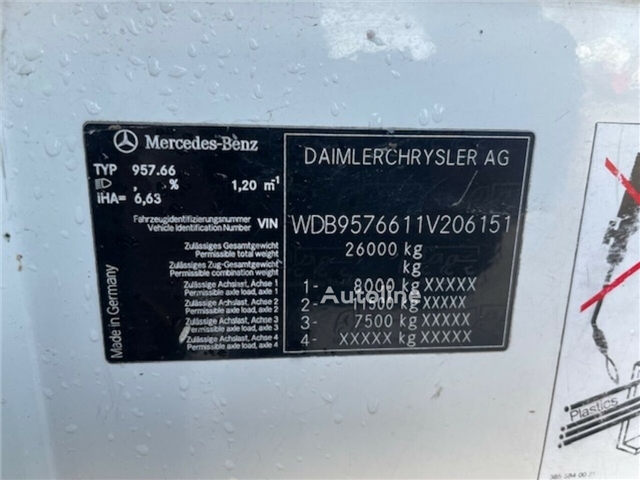 Mercedes-Benz
TYP 957.66
, % 1,20 m⁻¹
IHA= 6,63
DAIMLERCHRYSLER AG
Fahrzeugidentifizierungsnummer
Vehicle Identification Number VIN
WDB9576611V206151
Zulässiges Gesamtgewicht
Permissible total weight
26000 kg
Zulässiges Zug-Gesamtgewicht
Permissible combination weight
kg
Zulässige Achslast, Achse 1
Permissible axle load, axle 1
1- 8000 kg XXXXX
Zulässige Achslast, Achse 2
Permissible axle load, axle 2
2- 11500 kg XXXXX
Zulässige Achslast, Achse 3
Permissible axle load, axle 3
3- 7500 kg XXXXX
Zulässige Achslast, Achse 4
Permissible axle load, axle 4
4- XXXXX kg XXXXX
Made in Germany
Autoline
Plastics